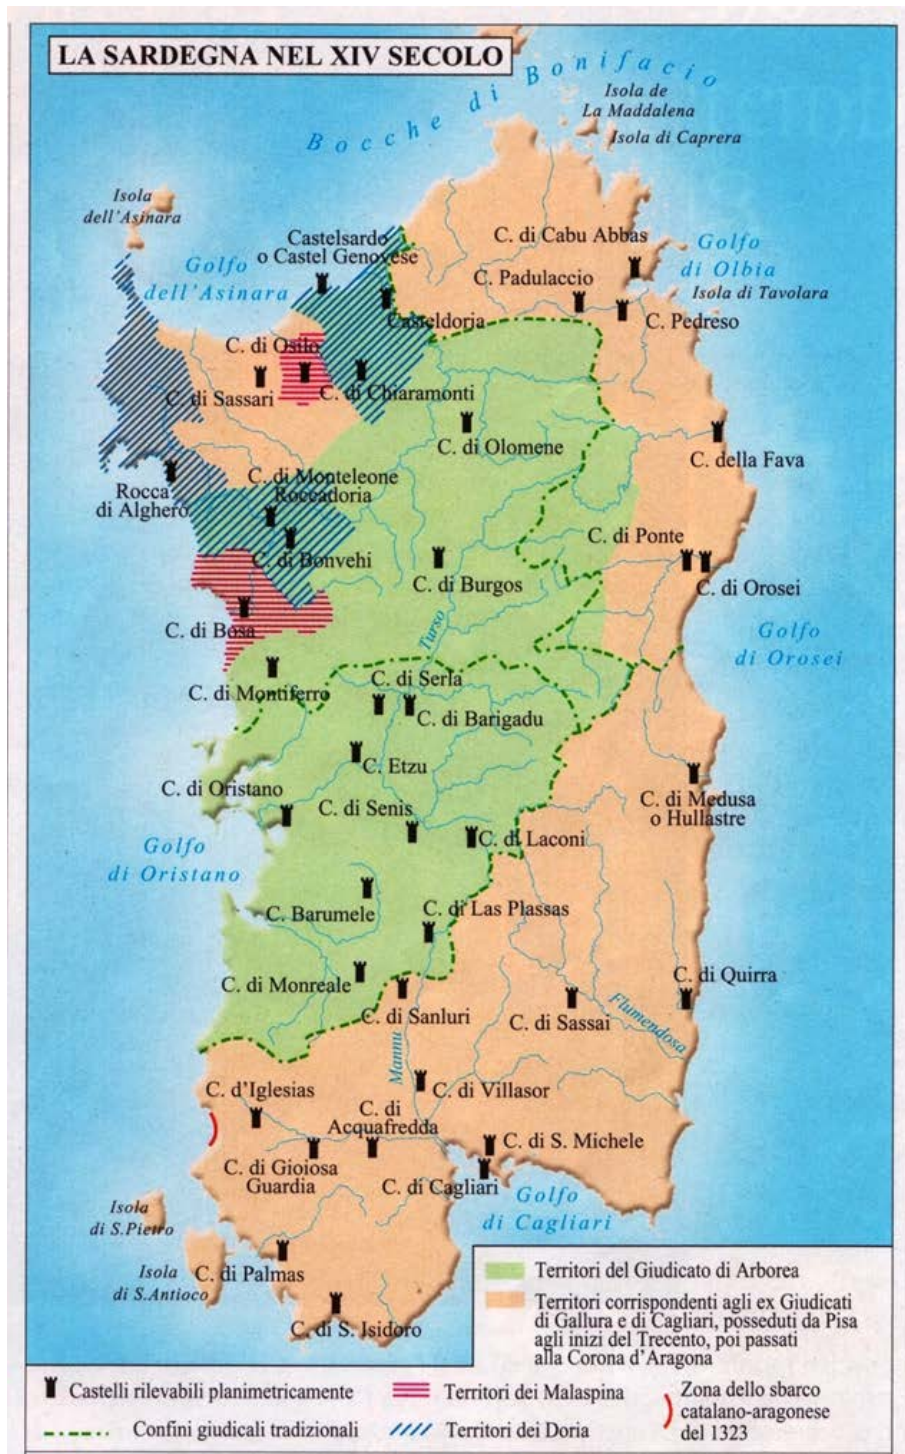 LA SARDEGNA NEL XIV SECOLO
Bocche di Bonifacio
Isola de
La Maddalena
Isola di Caprera
Isola
dell'Asinara
Golfo
dell'Asinara
Castelsardo
o Castel Genovese
C. di Cabu Abbas
Golfo
di Olbia
C. Padulaccio
Isola di Tavolara
C. Pedreso
Casteldoria
C. di Osilo
C. di Chiaramonti
C. di Sassari
C. di Olomene
C. della Fava
C. di Monteleone
Roccadoria
Rocca
di Alghero
C. di Bonvehi
C. di Ponte
C. di Burgos
C. di Orosei
C. di Bosa
Turso
Golfo
di Orosei
C. di Montiferro
C. di Serla
C. di Barigadu
C. Etzu
C. di Oristano
C. di Senis
C. di Medusa
o Hullastre
C. di Laconi
Golfo
di Oristano
C. Barumele
C. di Las Plassas
C. di Monreale
C. di Quirra
C. di Sanluri
C. di Sassai
Flumendosa
Mannu
C. d'Iglesias
C. di Villasor
C. di
Acquafredda
C. di S. Michele
C. di Gioiosa
Guardia
C. di Cagliari
Golfo
di Cagliari
Isola
di S.Pietro
Isola
di S.Antioco
C. di Palmas
C. di S. Isidoro
Territori del Giudicato di Arborea
Territori corrispondenti agli ex Giudicati
di Gallura e di Cagliari, posseduti da Pisa
agli inizi del Trecento, poi passati
alla Corona d'Aragona
Castelli rilevabili planimetricamente
Territori dei Malaspina
Zona dello sbarco
catalano-aragonese
del 1323
Confini giudicali tradizionali
Territori dei Doria